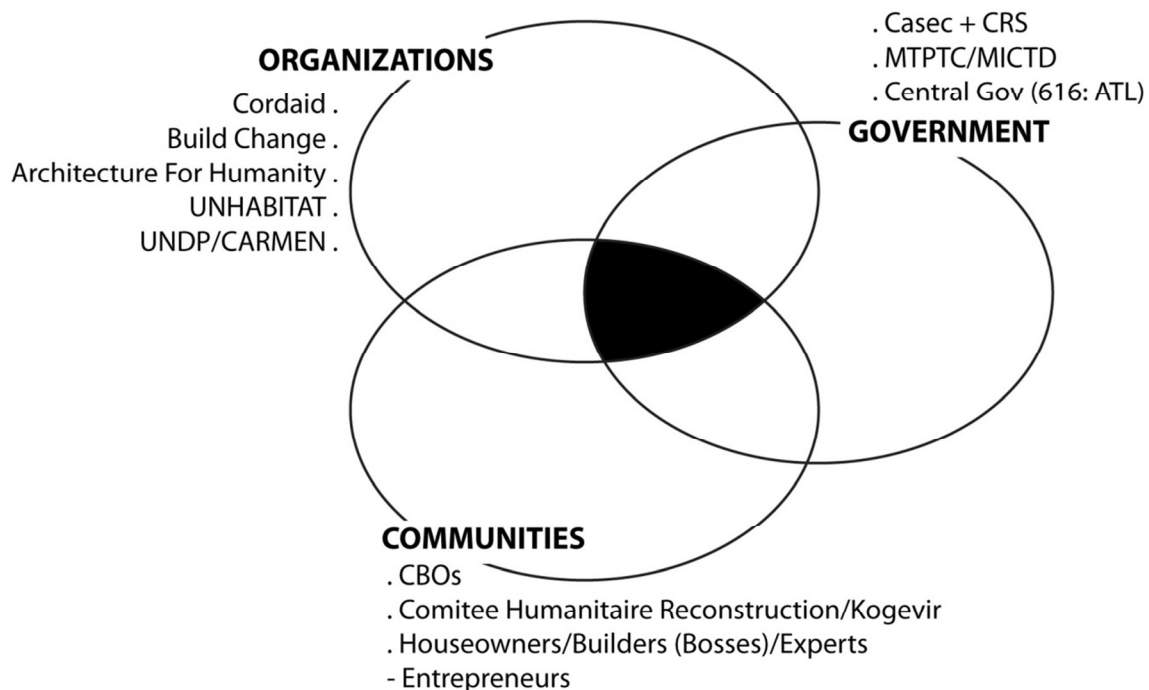 ORGANIZATIONS
Cordaid .
Build Change .
Architecture For Humanity .
UNHABITAT .
UNDP/CARMEN .
. Casec + CRS
. MTPTC/MICTD
. Central Gov (616: ATL)
GOVERNMENT
COMMUNITIES
. CBOs
. Comitee Humanitaire Reconstruction/Kogevir
. Houseowners/Builders (Bosses)/Experts
- Entrepreneurs